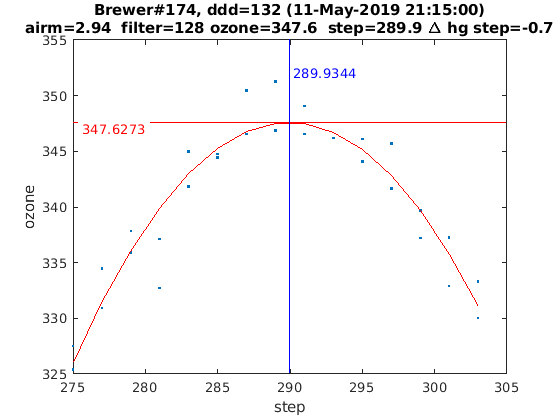 Brewer#174, ddd=132 (11-May-2019 21:15:00)
airm=2.94 filter=128 ozone=347.6 step=289.9 Δ hg step=-0.7
355
350
345
340
335
330
325
ozone
289.9344
347.6273
275 280 285 290 295 300 305
step